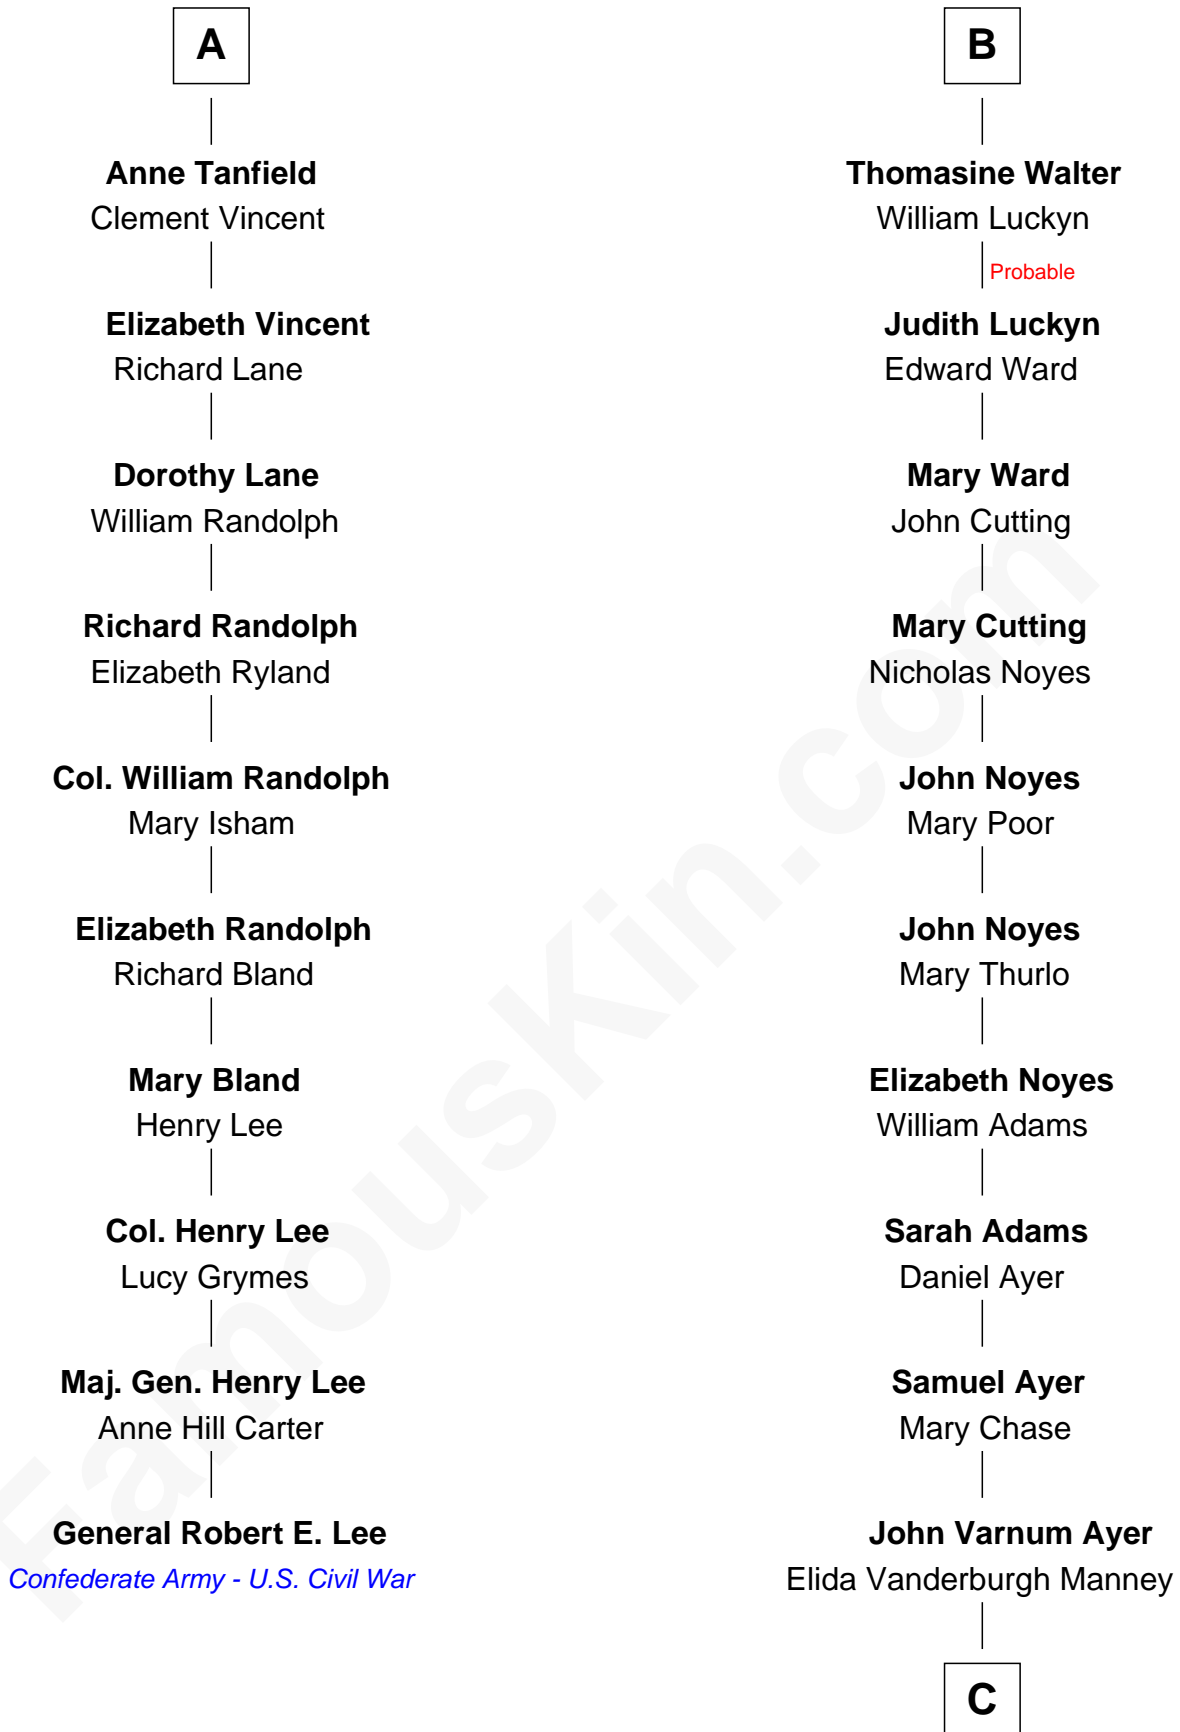 A
Anne Tanfield
Clement Vincent
Elizabeth Vincent
Richard Lane
Dorothy Lane
William Randolph
Richard Randolph
Elizabeth Ryland
Col. William Randolph
Mary Isham
Elizabeth Randolph
Richard Bland
Mary Bland
Henry Lee
Col. Henry Lee
Lucy Grymes
Maj. Gen. Henry Lee
Anne Hill Carter
General Robert E. Lee
Confederate Army - U.S. Civil War
B
Thomasine Walter
William Luckyn
Probable
Judith Luckyn
Edward Ward
Mary Ward
John Cutting
Mary Cutting
Nicholas Noyes
John Noyes
Mary Poor
John Noyes
Mary Thurlo
Elizabeth Noyes
William Adams
Sarah Adams
Daniel Ayer
Samuel Ayer
Mary Chase
John Varnum Ayer
Elida Vanderburgh Manney
C
FamousKin.com